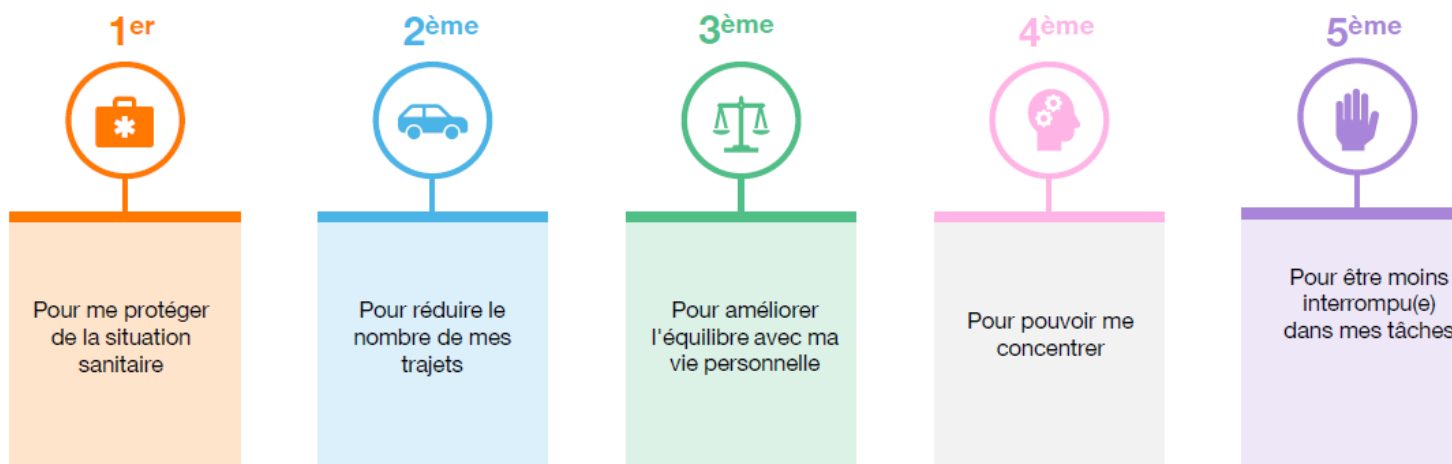 1er
2ème
3ème
4ème
5ème
Pour me protéger
de la situation
sanitaire
Pour réduire le
nombre de mes
trajets
Pour améliorer
l'équilibre avec ma
vie personnelle
Pour pouvoir me
concentrer
Pour être moins
interrompu(e)
dans mes tâches